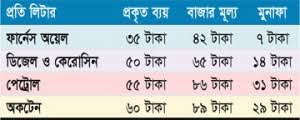 প্রতি লিটার প্রকৃত ব্যয় বাজার মূল্য মুনাফা
ফার্নেস অয়েল ৩৫ টাকা ৪২ টাকা ৭ টাকা
ডিজেল ও কেরোসিন ৫০ টাকা ৬৫ টাকা ১৪ টাকা
পেট্রোল ৫৫ টাকা ৮৬ টাকা ৩১ টাকা
অকটেন ৬০ টাকা ৮৯ টাকা ২৯ টাকা